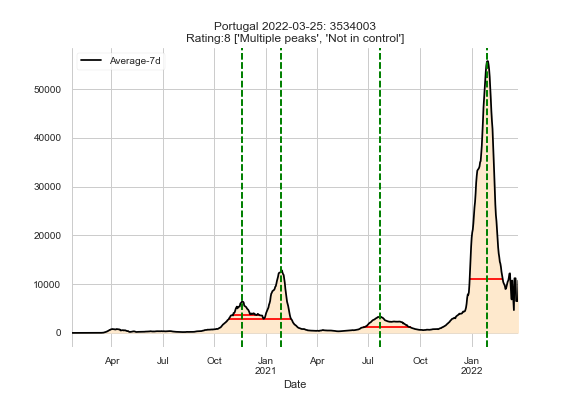 Portugal 2022-03-25: 3534003
Rating:8 ['Multiple peaks', 'Not in control']
Average-7d
50000
40000
30000
20000
10000
0
Apr Jul Oct Jan Apr Jul Oct Jan
2021 2022
Date